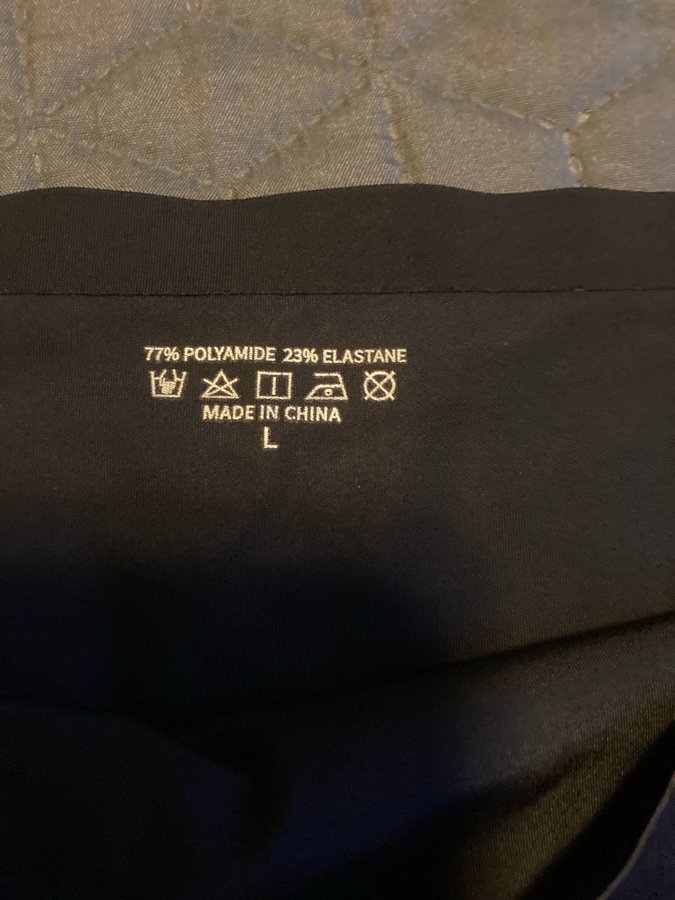 77% POLYAMIDE 23% ELASTANE
MADE IN CHINA
L